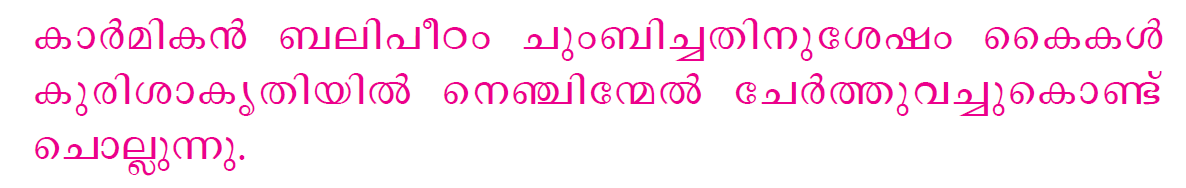 കാർമികൻ ബലിപീഠം ചുംബിച്ചതിനുശേഷം കൈകൾ
കുരിശാകൃതിയിൽ നെഞ്ചിന്മേൽ ചേർത്തുവച്ചുകൊണ്ട്
ചൊല്ലുന്നു.